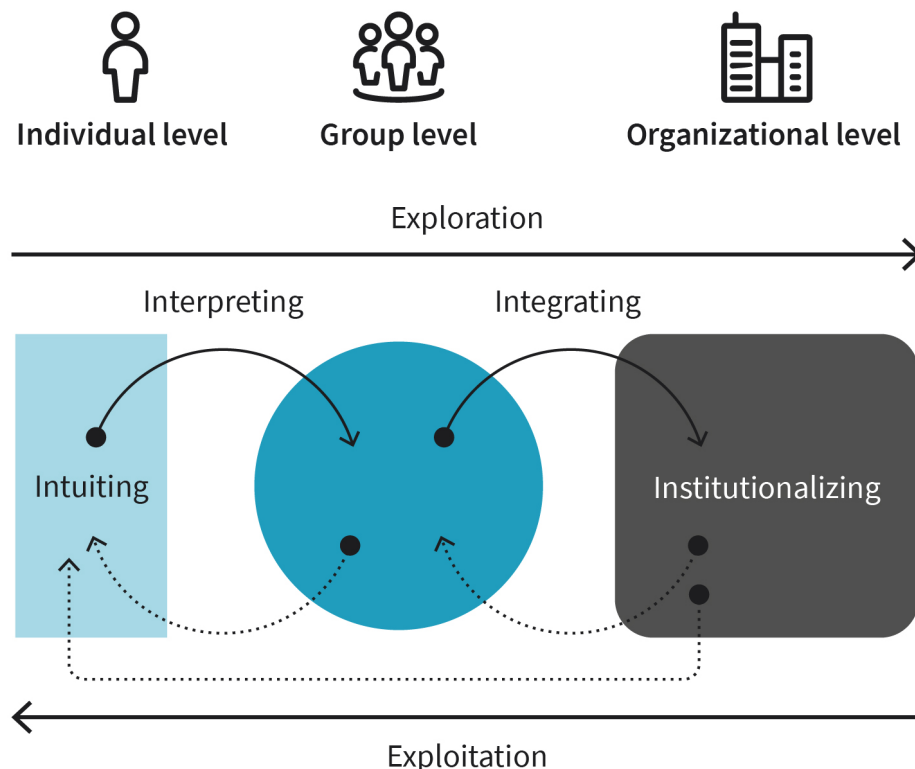 Individual level
Group level
Organizational level
Exploration
Interpreting
Integrating
Intuiting
Institutionalizing
Exploitation